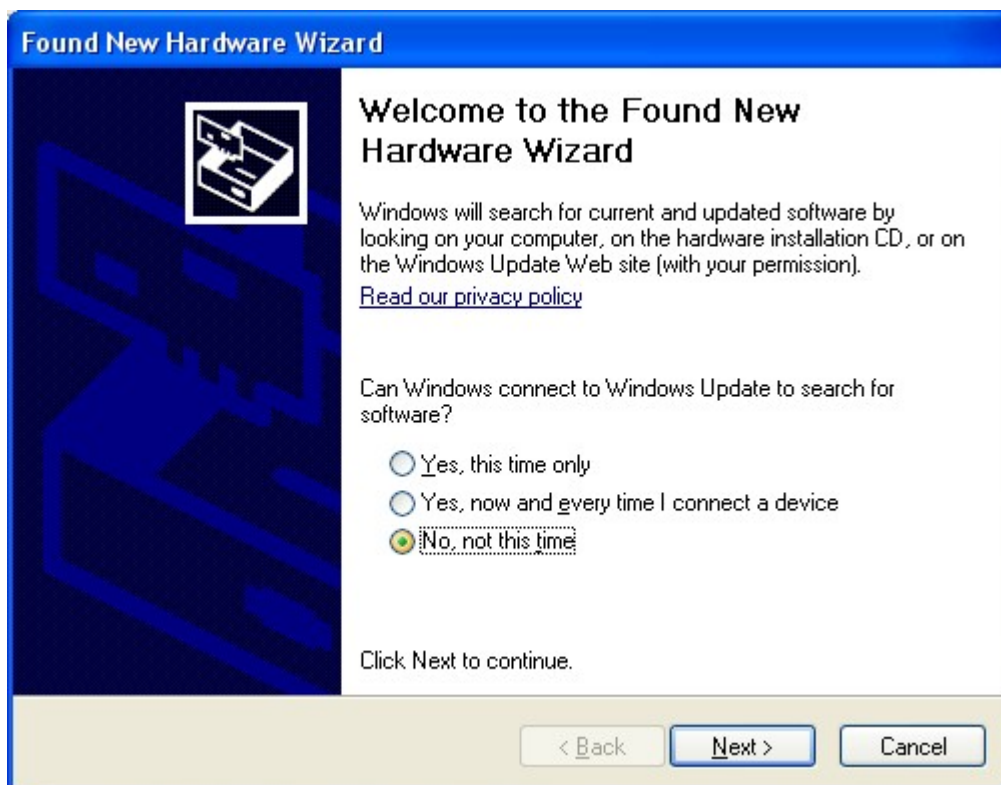 Found New Hardware Wizard
Welcome to the Found New
Hardware Wizard
Windows will search for current and updated software by
looking on your computer, on the hardware installation CD, or on
the Windows Update Web site (with your permission).
Read our privacy policy
Can Windows connect to Windows Update to search for
software?
Yes, this time only
Yes, now and every time I connect a device
No, not this time
Click Next to continue.
< Back
Next >
Cancel